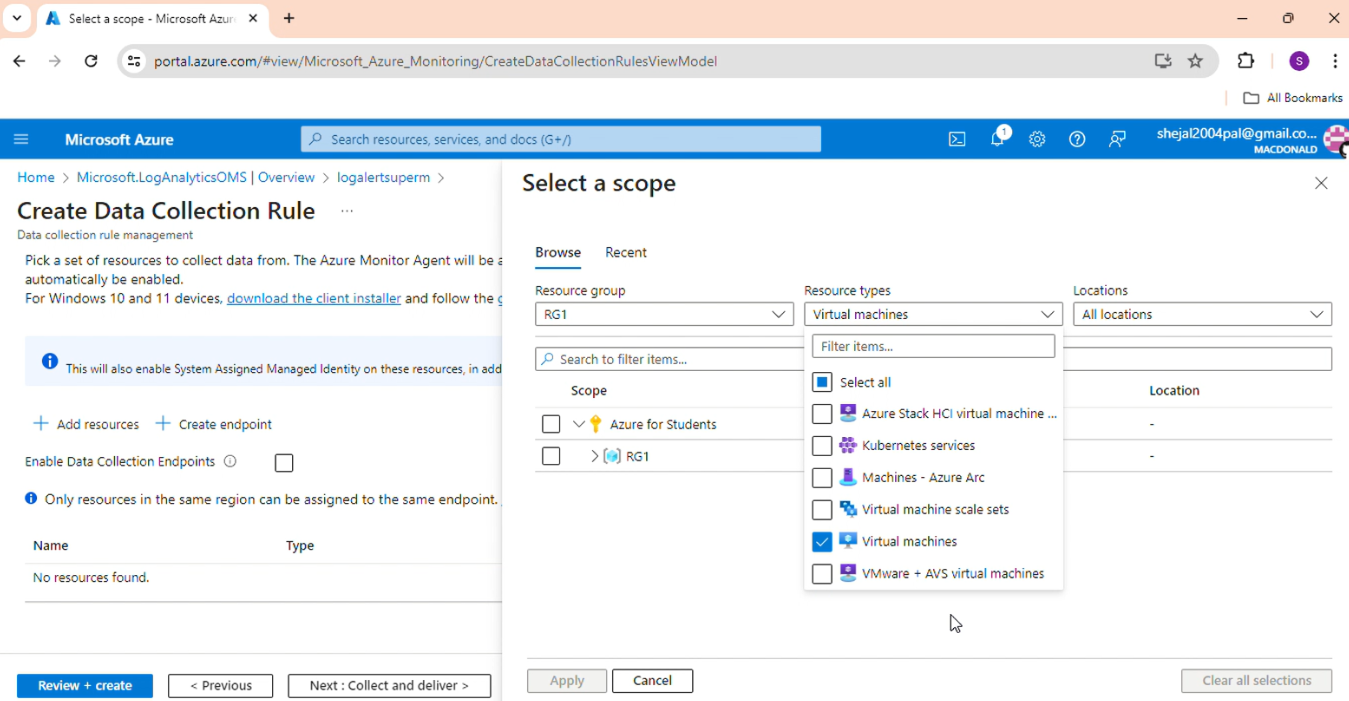 Select a scope - Microsoft Azur
portal.azure.com/#view/Microsoft_Azure_Monitoring/CreateDataCollectionRulesViewModel
S
All Bookmarks
Microsoft Azure
Search resources, services, and docs (G+/)
1
shejal2004pal@gmail.co...
MACDONALD
Home > Microsoft.LogAnalyticsOMS | Overview > logalertsuperm >
Create Data Collection Rule ...
Data collection rule management
Pick a set of resources to collect data from. The Azure Monitor Agent will be a
automatically be enabled.
For Windows 10 and 11 devices, download the client installer and follow the
This will also enable System Assigned Managed Identity on these resources, in add
+ Add resources + Create endpoint
Enable Data Collection Endpoints
Only resources in the same region can be assigned to the same endpoint.
Name Type
No resources found.
Review + create < Previous Next : Collect and deliver >
Select a scope
Browse Recent
Resource group Resource types Locations
RG1 Virtual machines All locations
Search to filter items...
Filter items...
Scope Location
Azure for Students -
RG1 -
Select all
Azure Stack HCI virtual machine ...
Kubernetes services
Machines - Azure Arc
Virtual machine scale sets
Virtual machines
VMware + AVS virtual machines
Apply Cancel Clear all selections